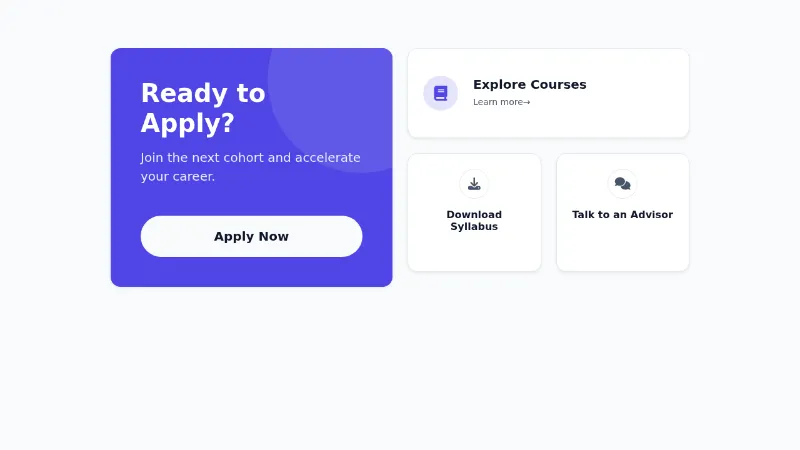 Ready to
Apply?
Join the next cohort and accelerate
your career.
Apply Now
Explore Courses
Learn more→
Download
Syllabus
Talk to an Advisor